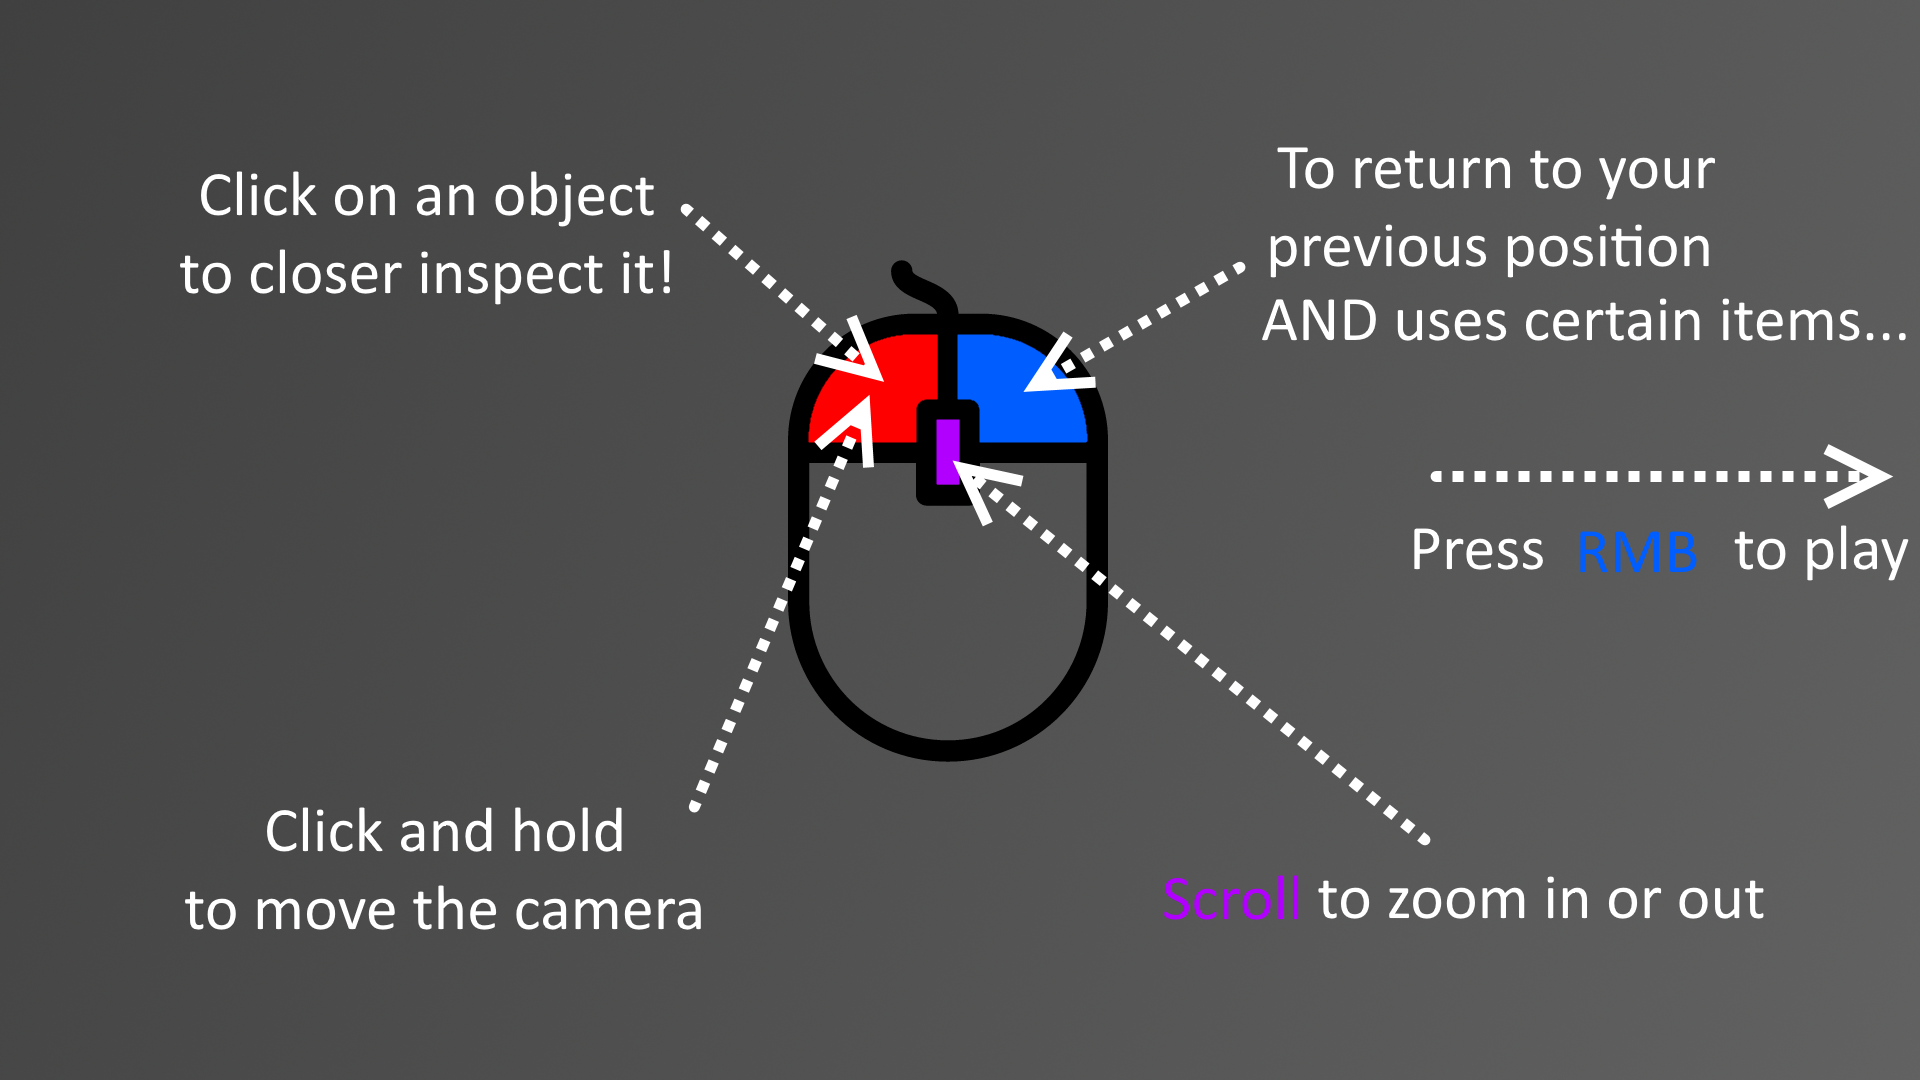 Click on an object
to closer inspect it!
To return to your
previous position
AND uses certain items...
Press RMB to play
Click and hold
to move the camera
Scroll to zoom in or out